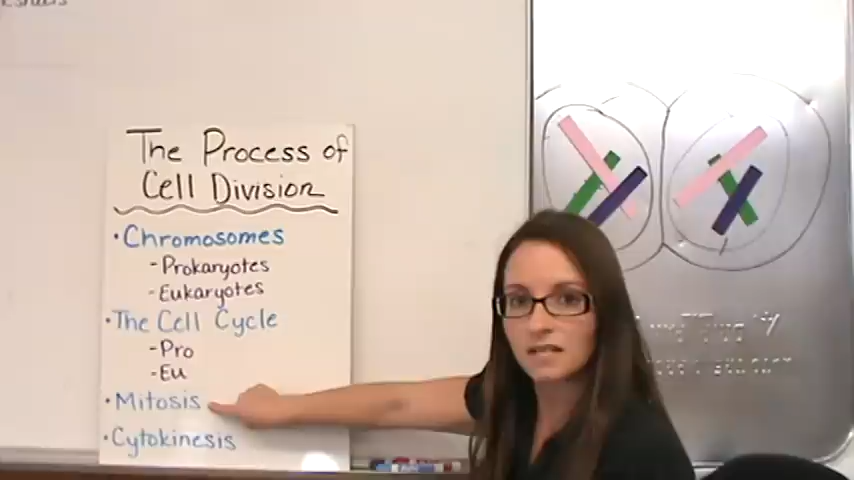 The Process of
Cell Division
• Chromosomes
- Prokaryotes
- Eukaryotes
• The Cell Cycle
- Pro
- Eu
• Mitosis
• Cytokinesis